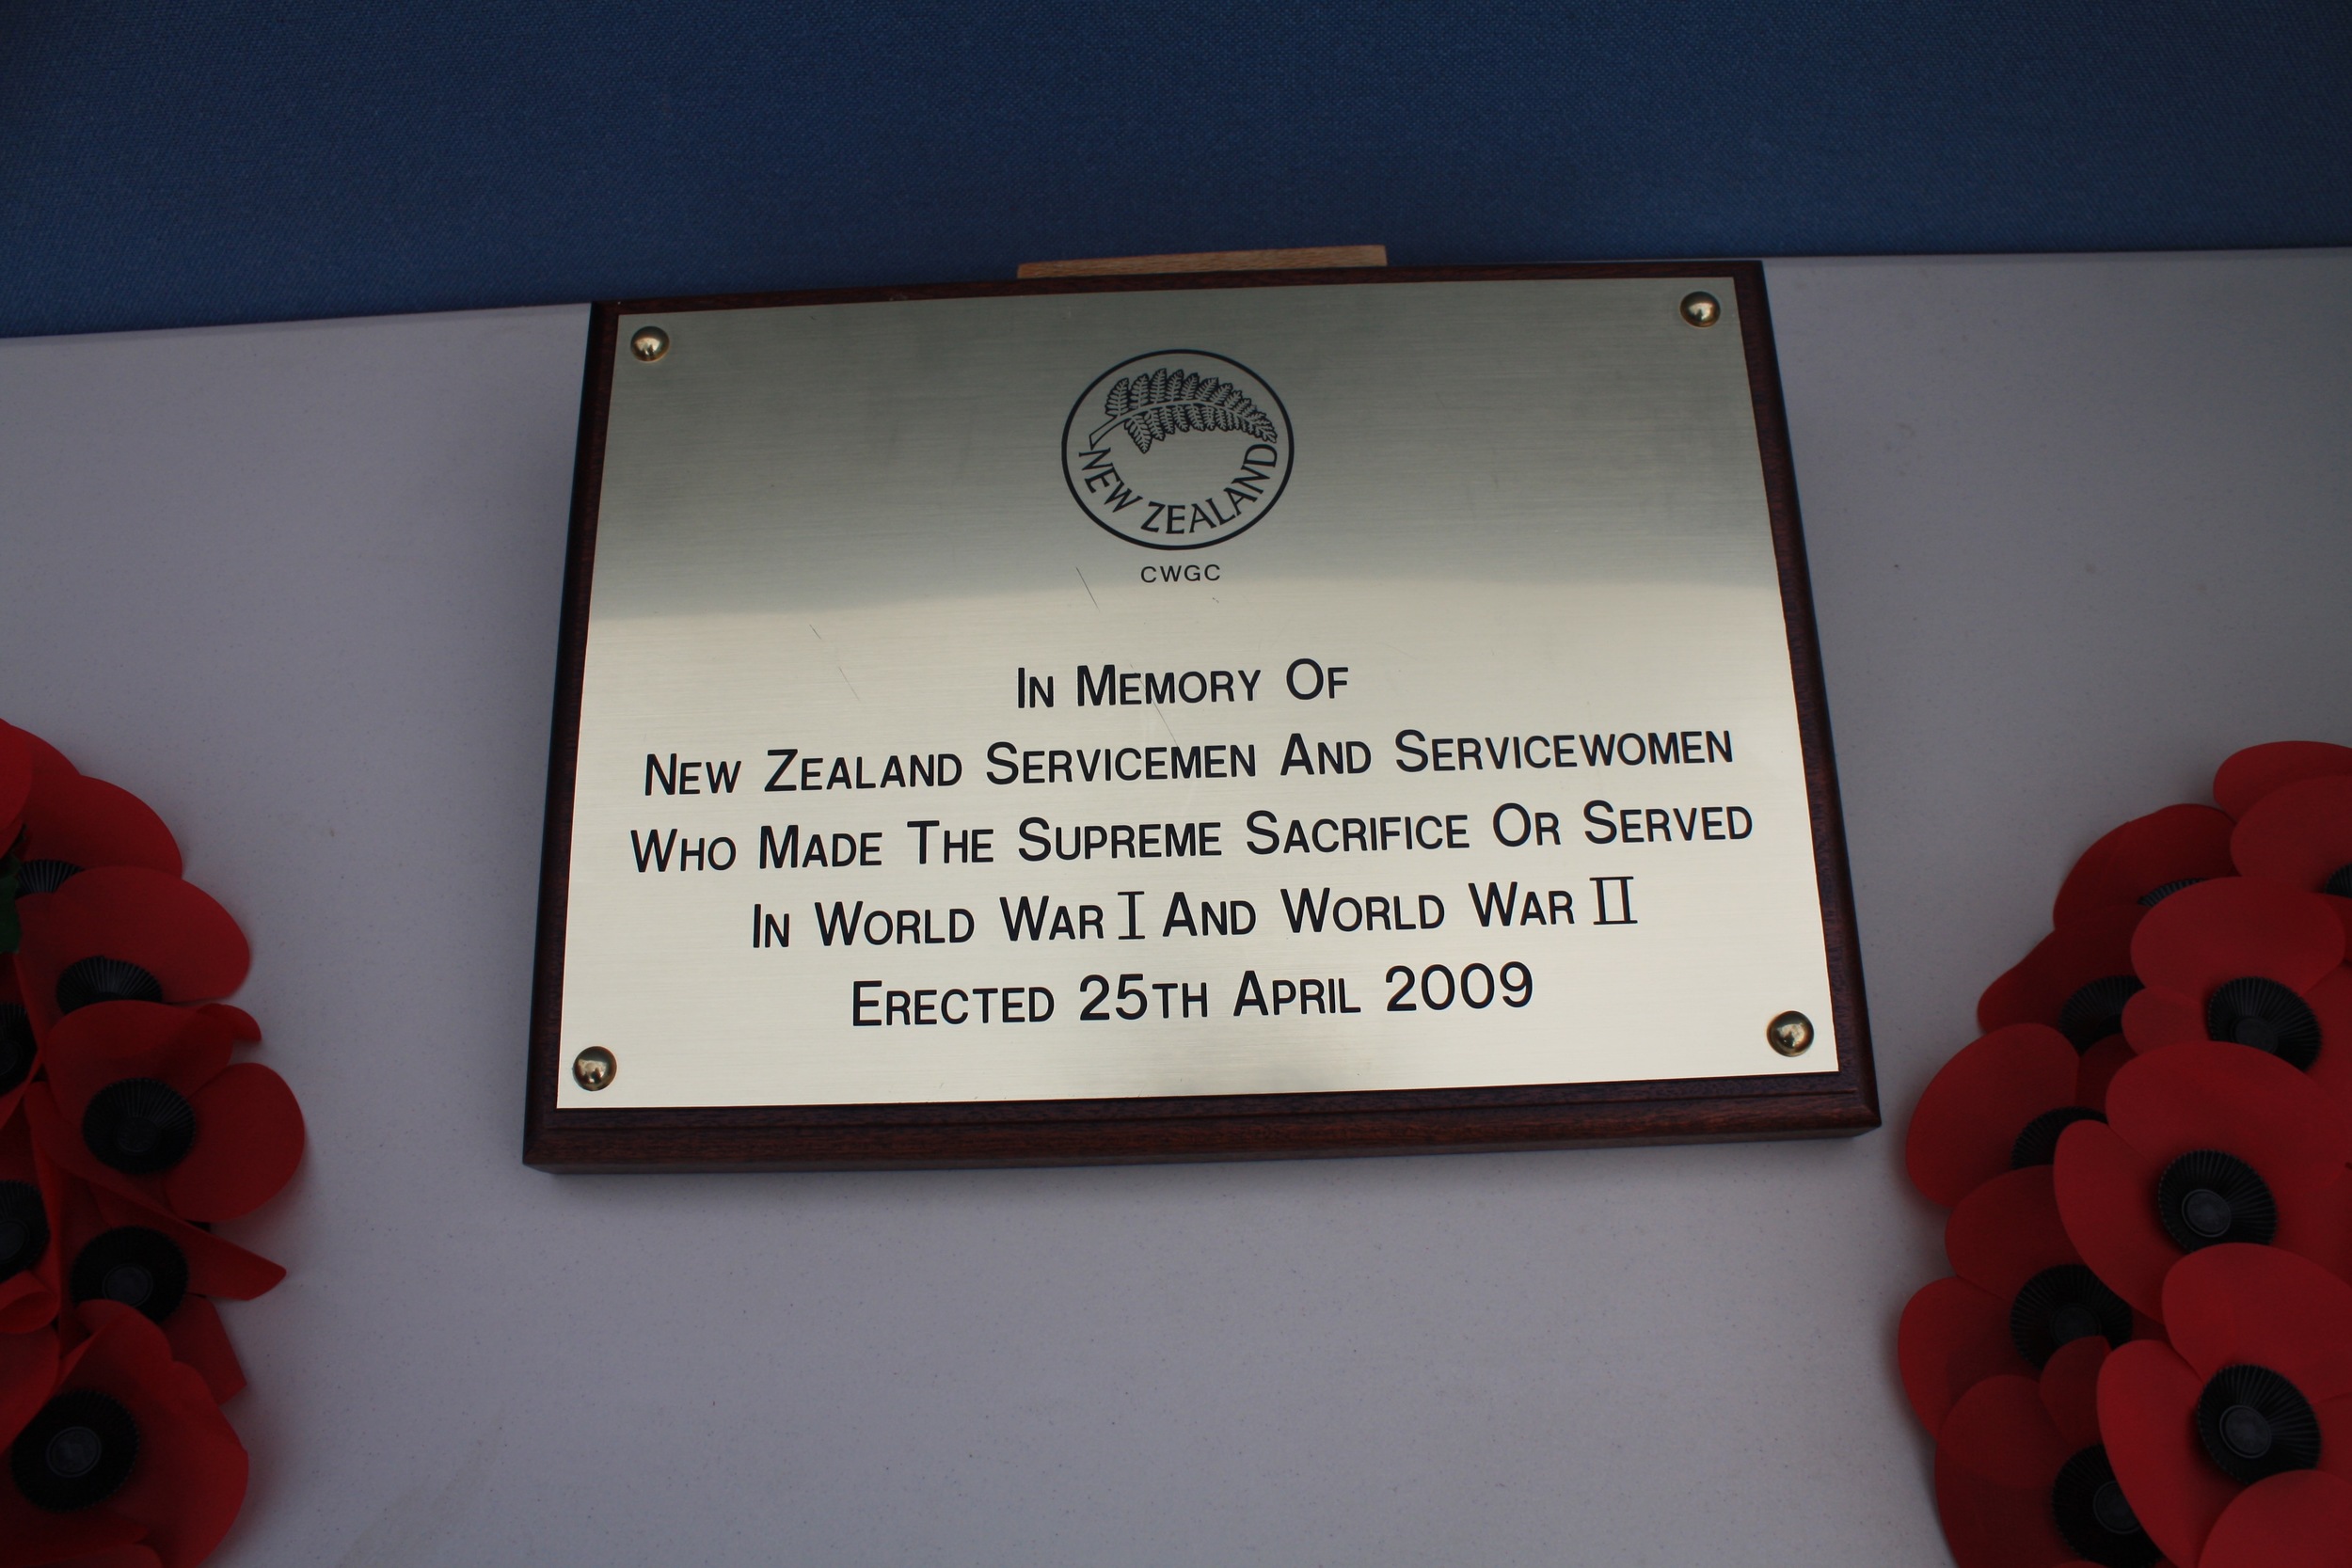 NEW ZEALAND
CWGC
In Memory Of
New Zealand Servicemen And Servicewomen
Who Made The Supreme Sacrifice Or Served
In World War I And World War II
Erected 25th April 2009